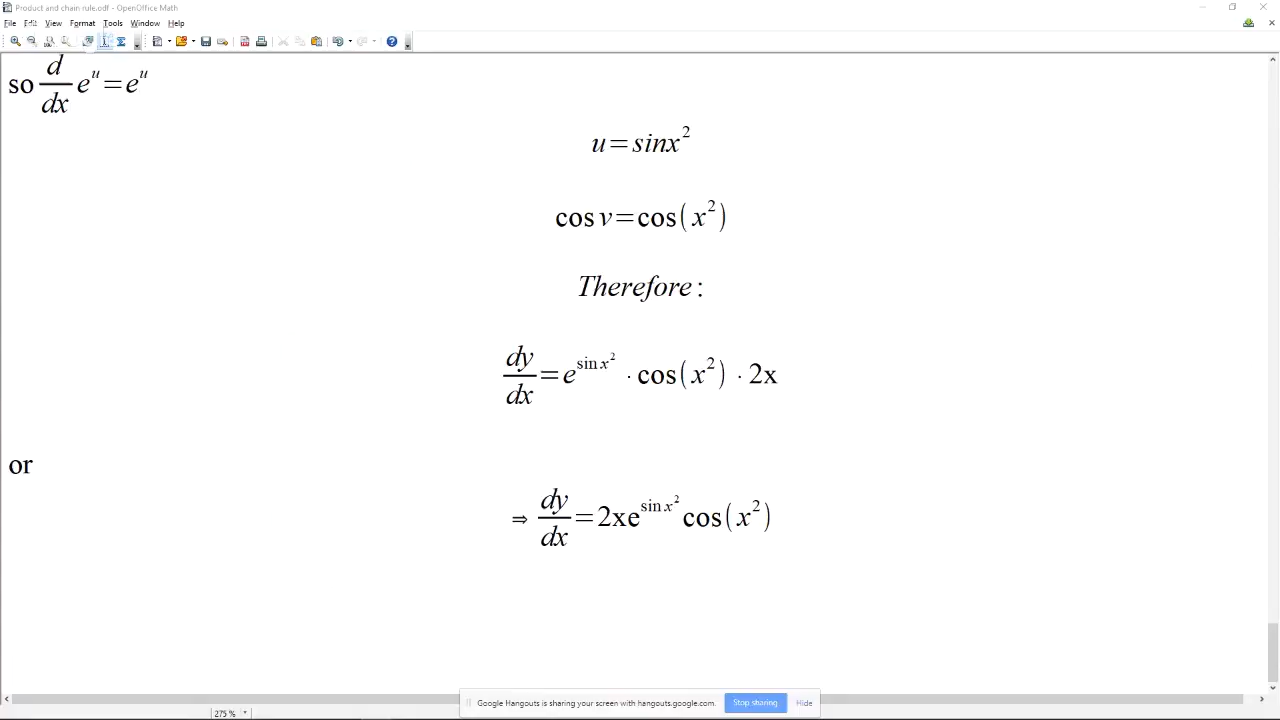 Product and chain rule.odf - OpenOffice Math
File Edit View Format Tools Window Help
so d/dx e^u = e^u
u = sinx^2
cos v = cos(x^2)
Therefore :
dy/dx = e^(sin x^2) · cos(x^2) · 2x
or
⇒ dy/dx = 2xe^(sin x^2) cos(x^2)
Google Hangouts is sharing your screen with hangouts.google.com. Stop sharing Hide
275 %